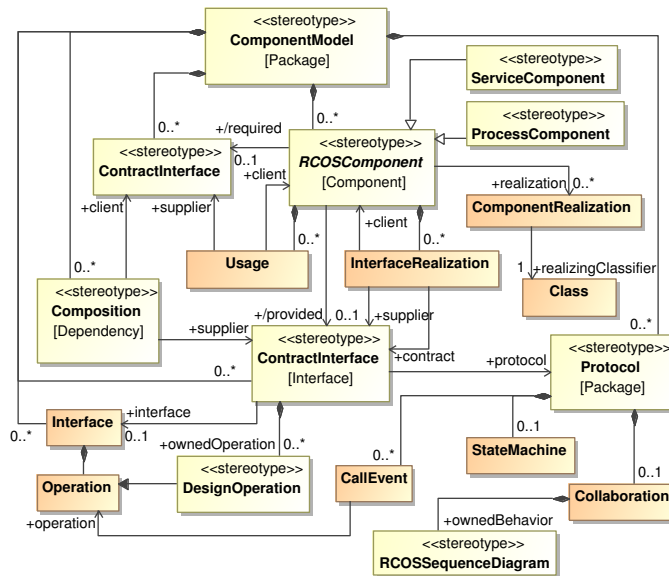 <<stereotype>>
ComponentModel
[Package]
<<stereotype>>
ServiceComponent
<<stereotype>>
ProcessComponent
0..*
0..*
+/required
0..1
<<stereotype>>
ContractInterface
<<stereotype>>
RCOSComponent
[Component]
+client
+client
+supplier
+client
+realization
0..*
ComponentRealization
0..*
0..*
Usage
InterfaceRealization
1
+realizingClassifier
Class
0..*
<<stereotype>>
Composition
[Dependency]
+supplier
+/provided
0..1
+supplier
<<stereotype>>
ContractInterface
[Interface]
+contract
0..*
+protocol
0..*
<<stereotype>>
Protocol
[Package]
Interface
+interface
0..*
0..1
+ownedOperation
0..*
0..*
0..1
StateMachine
Operation
<<stereotype>>
DesignOperation
CallEvent
0..1
Collaboration
+operation
+ownedBehavior
<<stereotype>>
RCOSSequenceDiagram